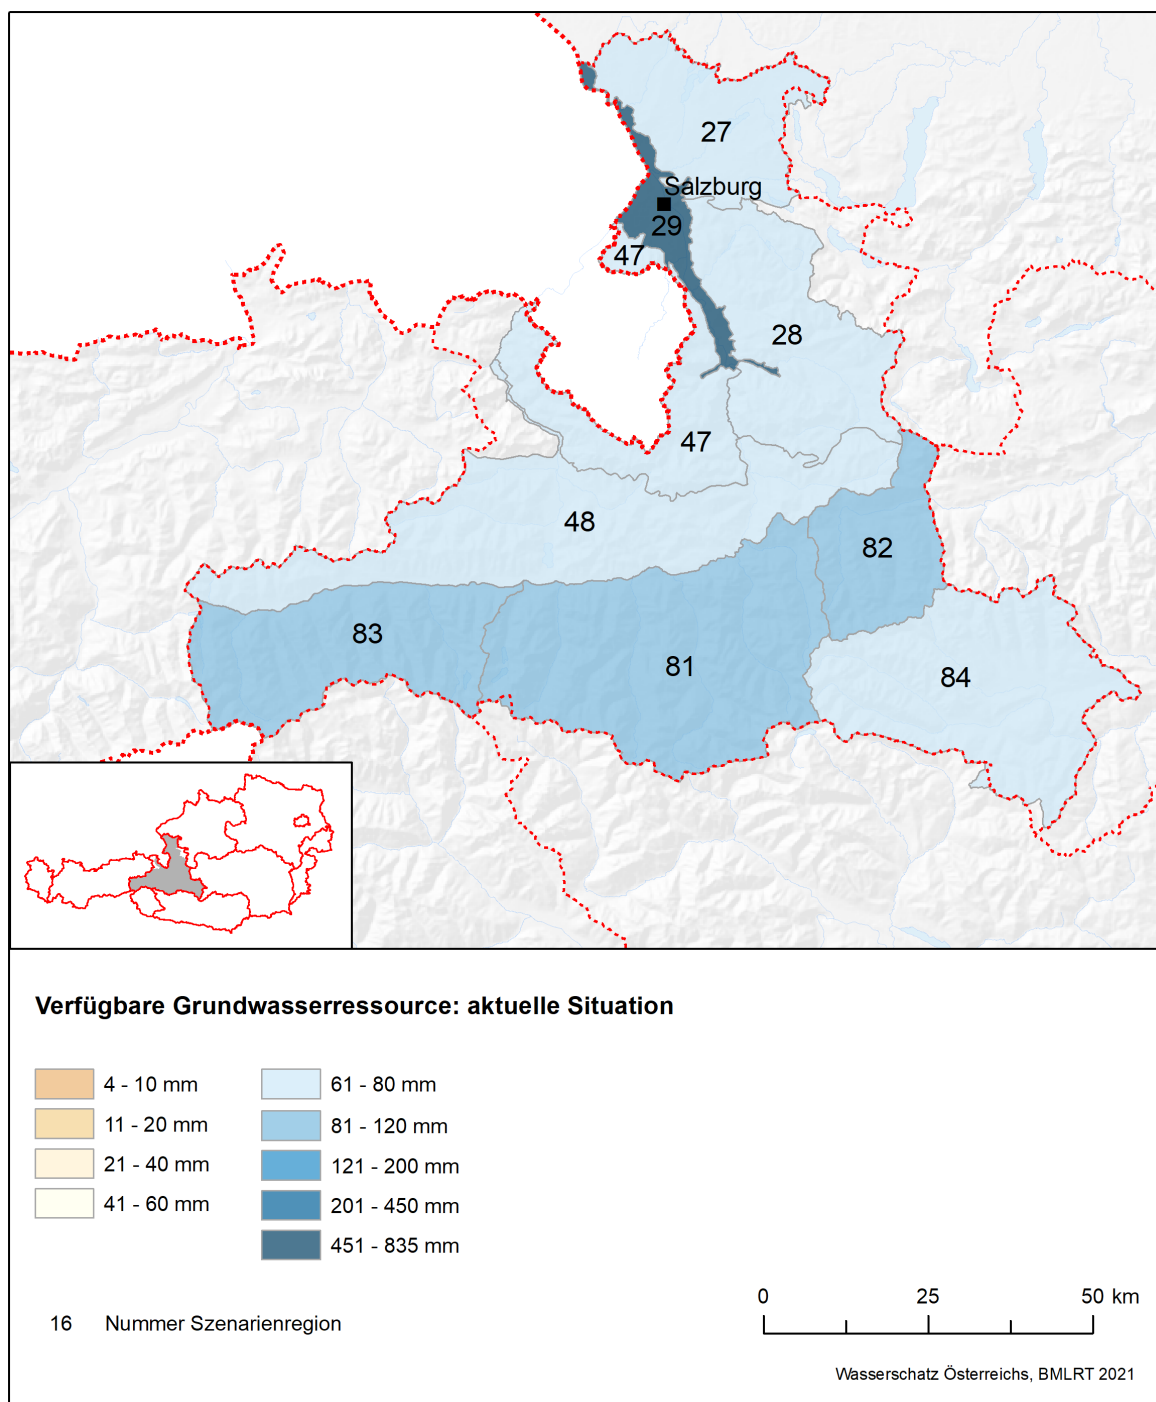 27
Salzburg
29
47
28
47
48
82
83
81
84
Verfügbare Grundwasserressource: aktuelle Situation
4 - 10 mm
11 - 20 mm
21 - 40 mm
41 - 60 mm
61 - 80 mm
81 - 120 mm
121 - 200 mm
201 - 450 mm
451 - 835 mm
16 Nummer Szenarienregion
0 25 50 km
Wasserschatz Österreichs, BMLRT 2021